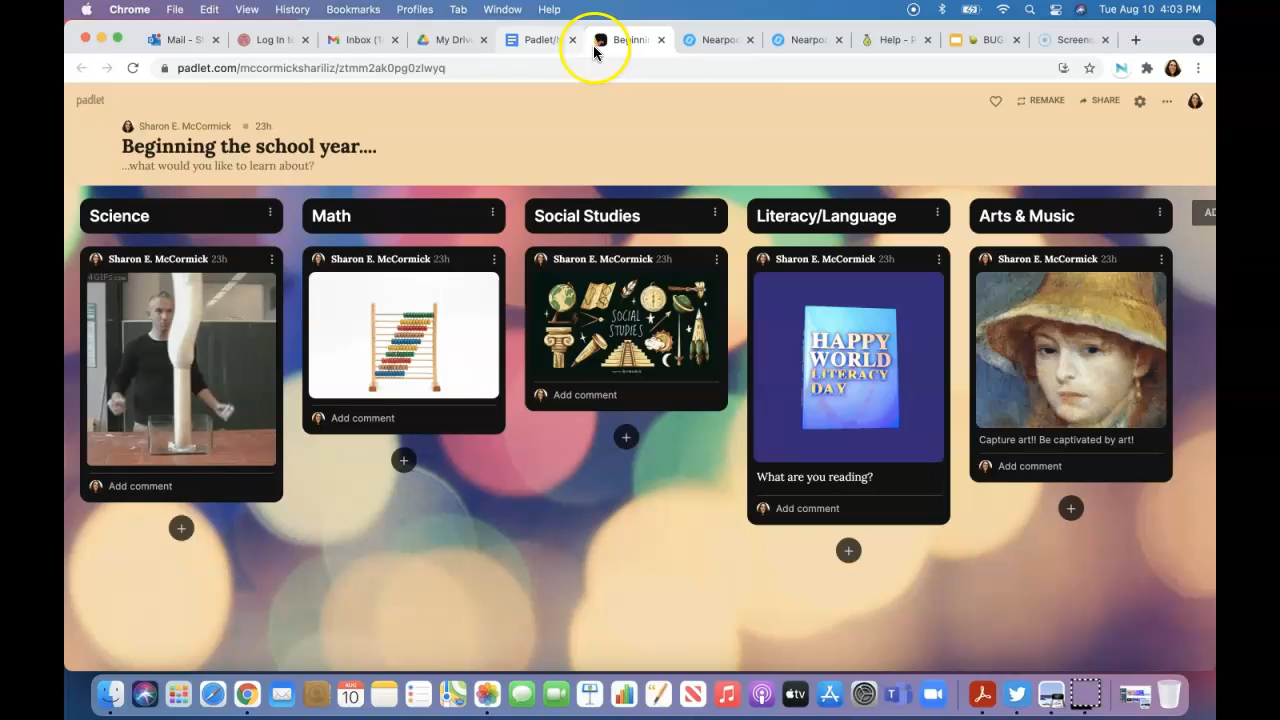 Chrome File Edit View History Bookmarks Profiles Tab Window Help Tue Aug 10 4:03 PM
Mail - S Log In t Inbox (1 My Driv Padlet/ Beginni Nearpo Nearpo Help - P BUG Screen
padlet.com/mccormickshariliz/ztmm2ak0pg0zlwyq
padlet REMAKE SHARE
Sharon E. McCormick 23h
Beginning the school year....
...what would you like to learn about?
Science Math Social Studies Literacy/Language Arts & Music AD
Sharon E. McCormick 23h Sharon E. McCormick 23h Sharon E. McCormick 23h Sharon E. McCormick 23h Sharon E. McCormick 23h
4GIFs.com
SOCIAL
STUDIES
HAPPY
WORLD
LITERACY
DAY
Add comment
Add comment
Capture art!! Be captivated by art!
Add comment
What are you reading?
Add comment
Add comment
AUG
10
tv